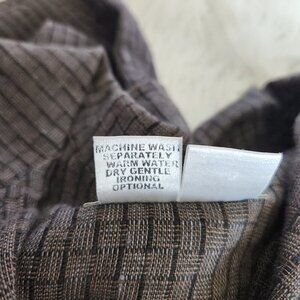 MACHINE WASH
SEPARATELY
WARM WATER
DRY GENTLE
IRONING
OPTIONAL